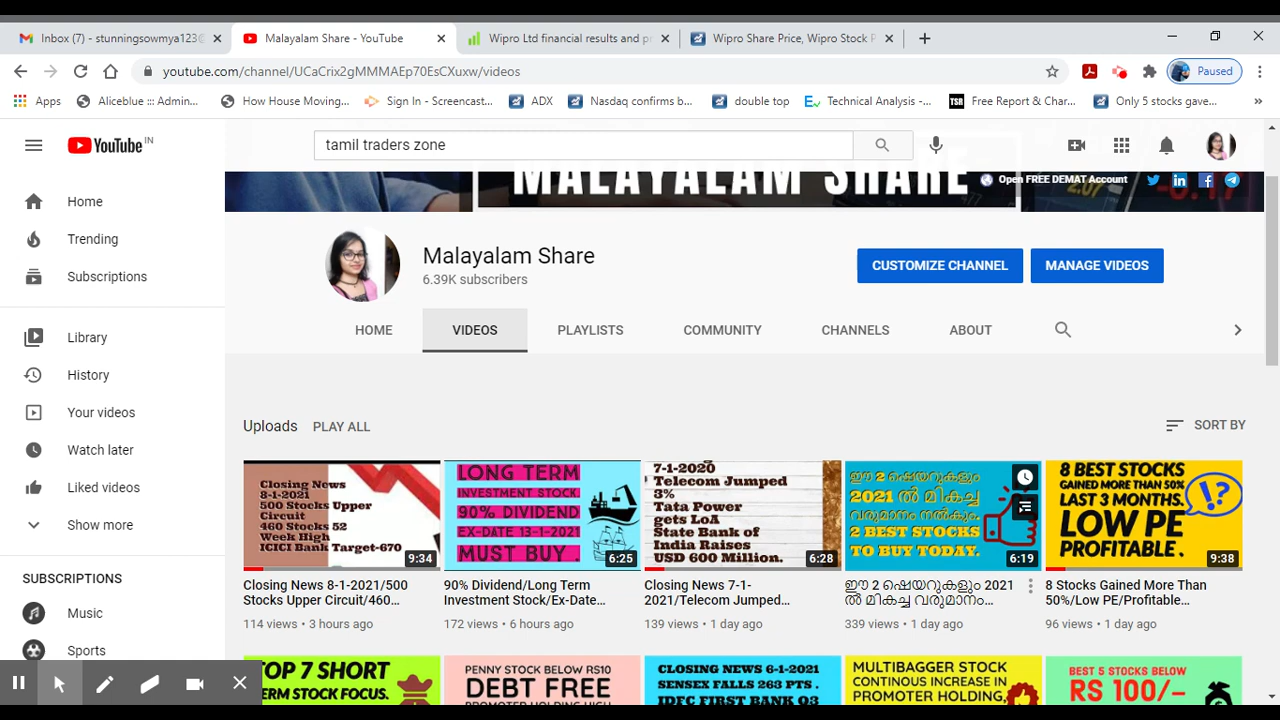 Inbox (7) - stunningsowmya123@
Malayalam Share - YouTube
Wipro Ltd financial results and pr
Wipro Share Price, Wipro Stock P
youtube.com/channel/UCaCrix2gMMMAEp70EsCXuxw/videos
Paused
Apps
Aliceblue ::: Admin...
How House Moving...
Sign In - Screencast...
ADX
Nasdaq confirms b...
double top
Technical Analysis -...
TSR
Free Report & Char...
Only 5 stocks gave...
»
YouTube IN
tamil traders zone
MALAYALAM SHARE
Open FREE DEMAT Account
Home
Trending
Subscriptions
Library
History
Your videos
Watch later
Liked videos
Show more
SUBSCRIPTIONS
Music
Sports
Malayalam Share
6.39K subscribers
CUSTOMIZE CHANNEL
MANAGE VIDEOS
HOME
VIDEOS
PLAYLISTS
COMMUNITY
CHANNELS
ABOUT
Uploads
PLAY ALL
SORT BY
Closing News
8-1-2021
500 Stocks Upper
Circuit
460 Stocks 52
Week High
ICICI Bank Target-670
9:34
Closing News 8-1-2021/500
Stocks Upper Circuit/460...
114 views • 3 hours ago
LONG TERM
INVESTMENT STOCK
90% DIVIDEND
EX-DATE 13-1-2021
MUST BUY
6:25
90% Dividend/Long Term
Investment Stock/Ex-Date...
172 views • 6 hours ago
7-1-2020
Telecom Jumped
3%
Tata Power
gets LoA
State Bank of
India Raises
USD 600 Million.
6:28
Closing News 7-1-
2021/Telecom Jumped...
139 views • 1 day ago
ഈ 2 ഷെയറുകളും
2021 ൽ മികച്ച
വരുമാനം നൽകും.
2 BEST STOCKS
TO BUY TODAY.
6:19
ഈ 2 ഷെയറുകളും 2021
ൽ മികച്ച വരുമാനം...
339 views • 1 day ago
8 BEST STOCKS
GAINED MORE THAN 50%
LAST 3 MONTHS.
LOW PE
PROFITABLE.
!?
9:38
8 Stocks Gained More Than
50%/Low PE/Profitable...
96 views • 1 day ago
TOP 7 SHORT
TERM STOCK FOCUS.
PENNY STOCK BELOW RS10
DEBT FREE
PROMOTER HOLDING HIGH
CLOSING NEWS 6-1-2021
SENSEX FALLS 263 PTS .
IDFC FIRST BANK Q3
MULTIBAGGER STOCK
CONTINOUS INCREASE IN
PROMOTER HOLDING,
BEST 5 STOCKS BELOW
RS 100/-